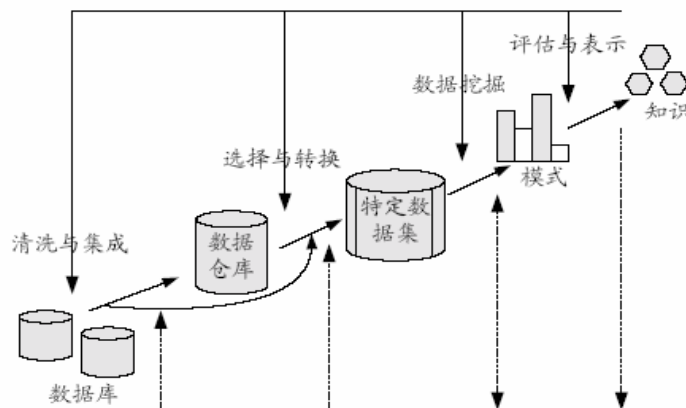 评估与表示
数据挖掘
知识
选择与转换
模式
特定数
据集
清洗与集成
数据
仓库
数据库